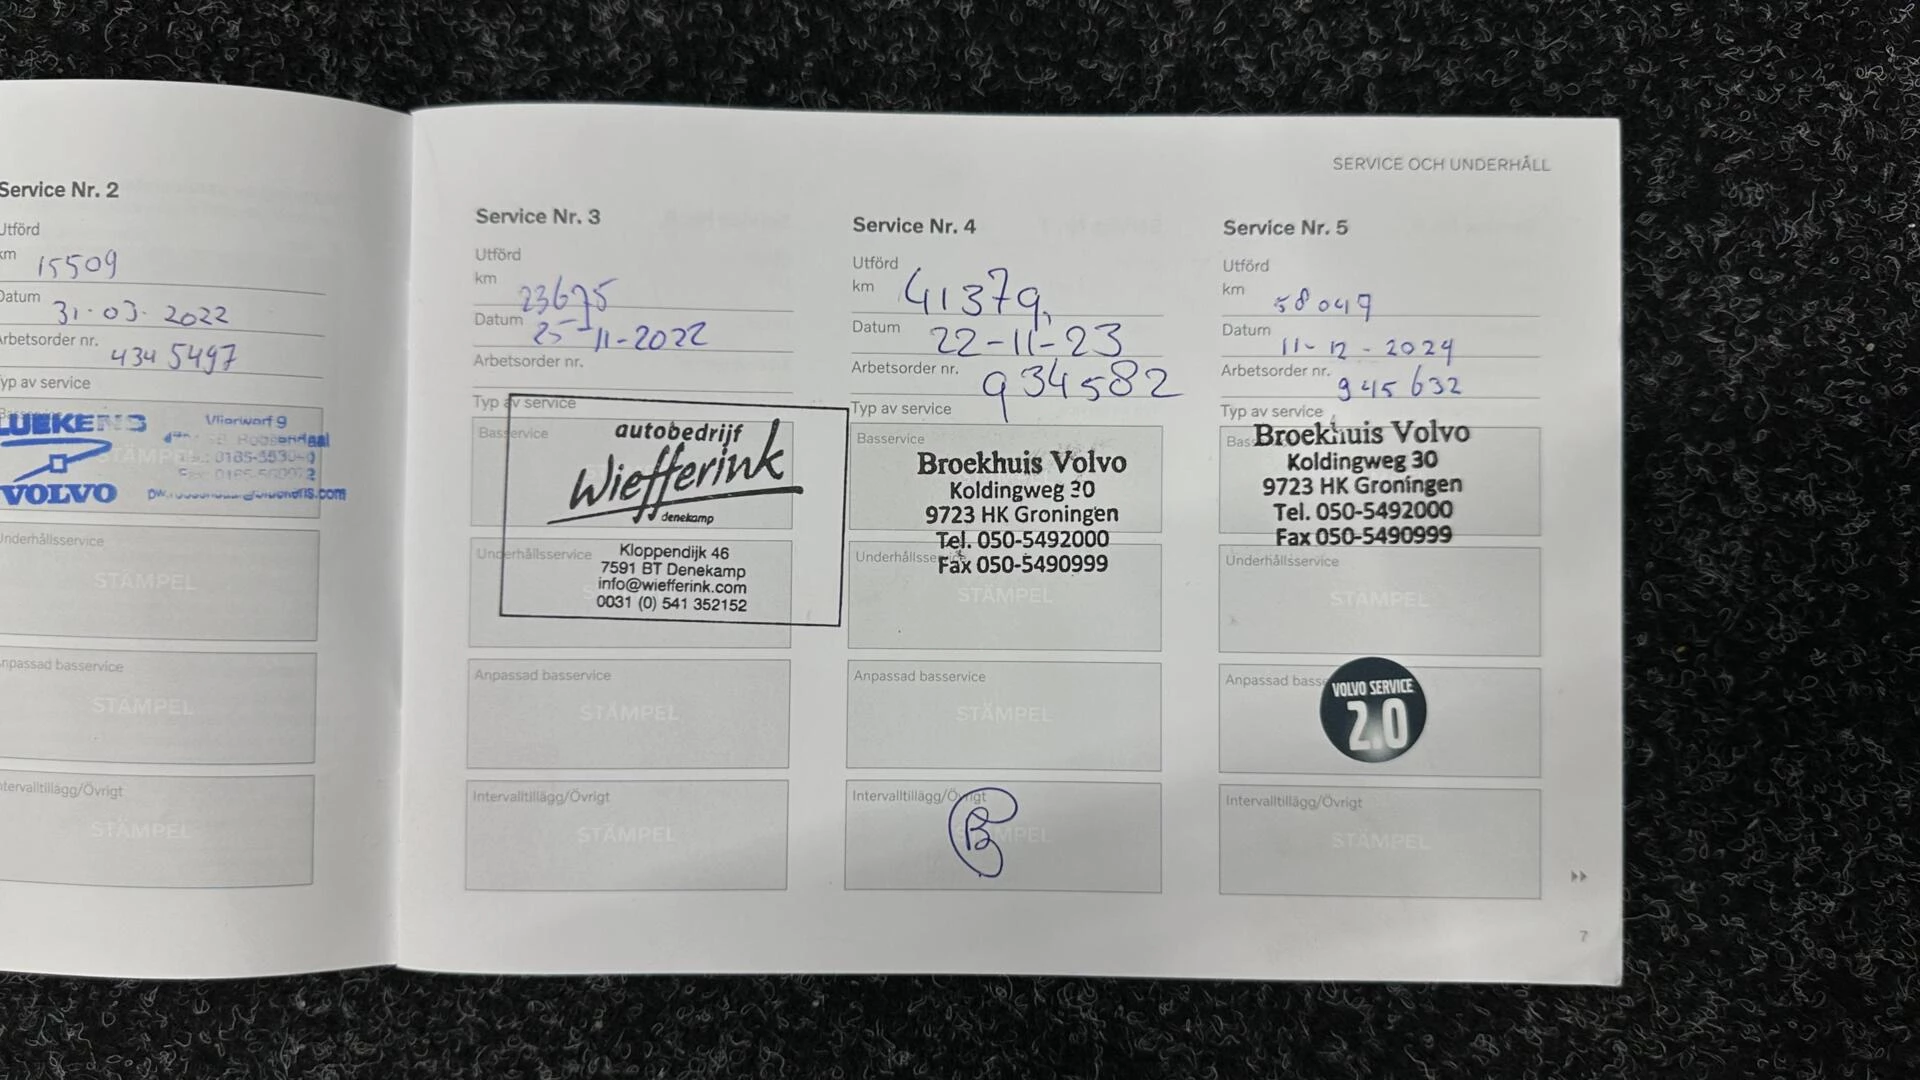 Service Nr. 2
Utförd
km 15509
Datum 31-03-2022
Arbetsorder nr. 434 5497
Typ av service
LUEKENS
VOLVO
Vlierwerf 9
Underhållsservice
STÄMPEL
Anpassad basservice
STÄMPEL
Intervalltillägg/Övrigt
STÄMPEL
SERVICE OCH UNDERHÅLL
Service Nr. 3
Utförd
km 23675
Datum 25-11-2022
Arbetsorder nr.
Typ av service
Basservice
autobedrijf
Wiefferink
denekamp
Underhållsservice
Kloppendijk 46
7591 BT Denekamp
info@wiefferink.com
0031 (0) 541 352152
Anpassad basservice
STÄMPEL
Intervalltillägg/Övrigt
STÄMPEL
Service Nr. 4
Utförd
km 41379,
Datum 22-11-23
Arbetsorder nr. 934582
Typ av service
Basservice
Broekhuis Volvo
Koldingweg 30
9723 HK Groningen
Tel. 050-5492000
Underhållsservice
Fax 050-5490999
STÄMPEL
Anpassad basservice
STÄMPEL
Intervalltillägg/Övrigt
STÄMPEL
B
Service Nr. 5
Utförd
km 58049
Datum 11-12-2024
Arbetsorder nr. 945632
Typ av service
Basservice
Broekhuis Volvo
Koldingweg 30
9723 HK Groningen
Tel. 050-5492000
Fax 050-5490999
Underhållsservice
STÄMPEL
Anpassad basservice
VOLVO SERVICE
2.0
Intervalltillägg/Övrigt
STÄMPEL
7